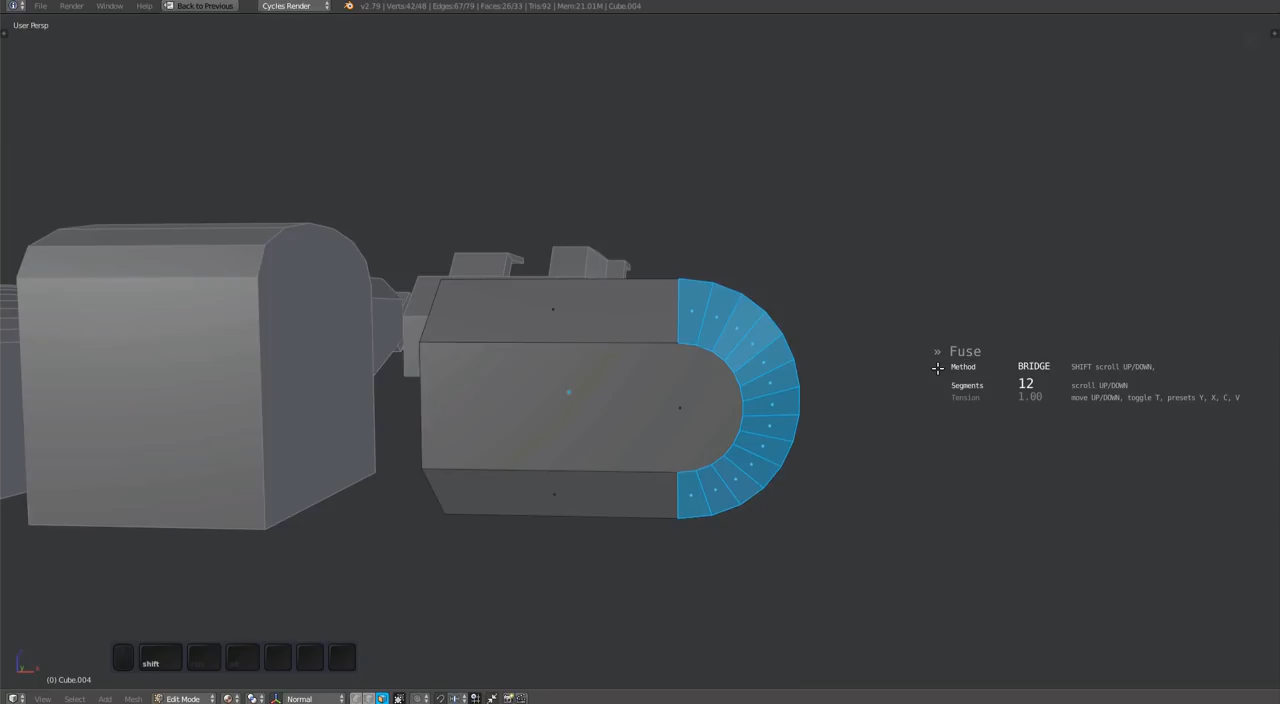 File Render Window Help Back to Previous Cycles Render v2.79 | Verts:42/48 | Edges:67/79 | Faces:26/33 | Tris:92 | Mem:21.01M | Cube.004
User Persp
» Fuse
Method BRIDGE SHIFT scroll UP/DOWN,
Segments 12 scroll UP/DOWN
Tension 1.00 move UP/DOWN, toggle T, presets Y, X, C, V
shift
(0) Cube.004
View Select Add Mesh Edit Mode Normal